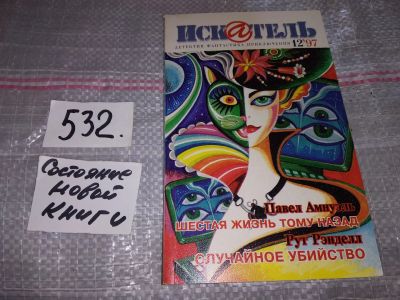 532.
Состояние
новой
книги
ИСК@ТЕЛЬ
ДЕТЕКТИВ ФАНТАСТИКА ПРИКЛЮЧЕНИЯ 12'97
Павел Амнуэль
ШЕСТАЯ ЖИЗНЬ ТОМУ НАЗАД
Рут Рэнделл
СЛУЧАЙНОЕ УБИЙСТВО